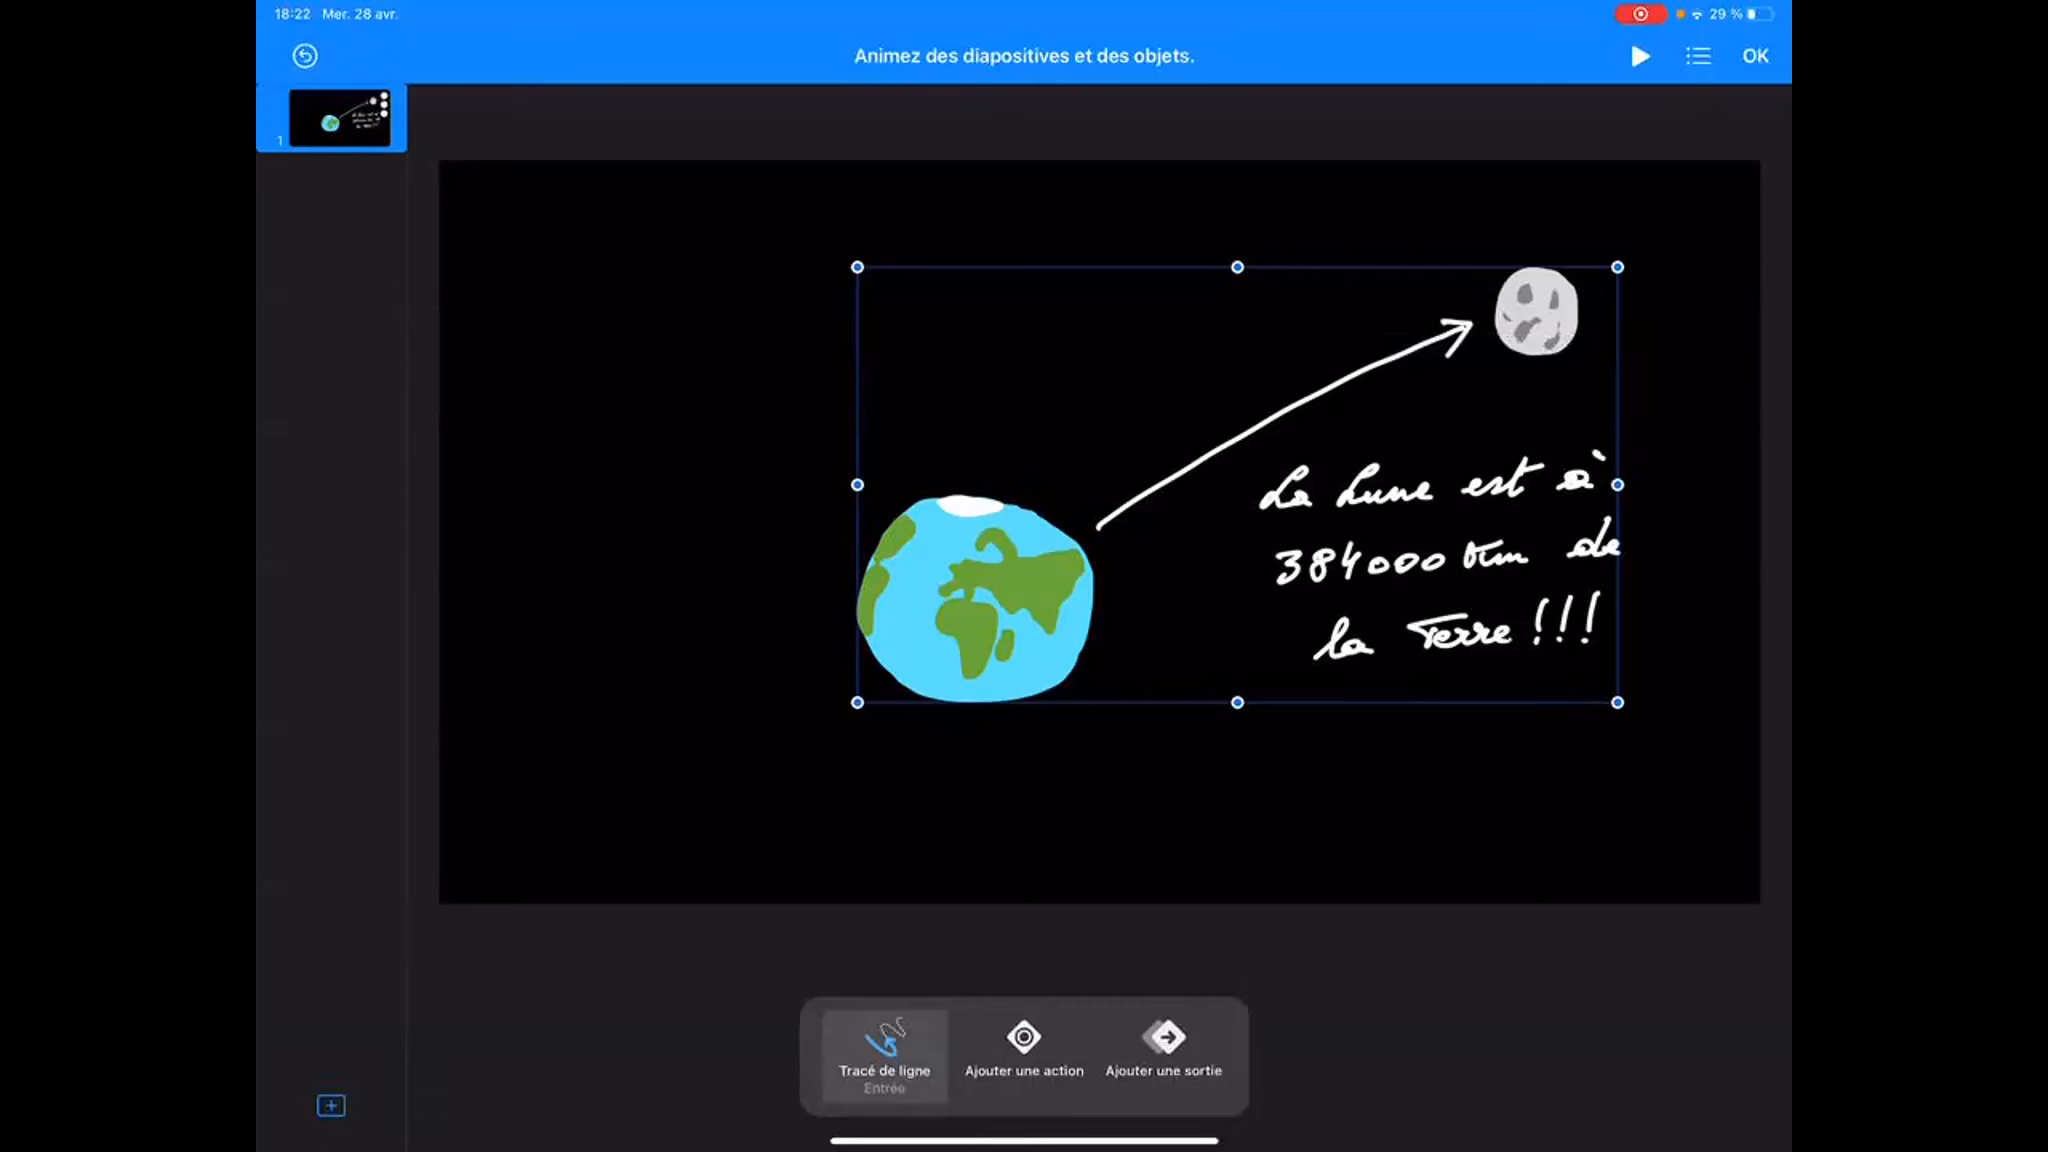 18:22 Mer. 28 avr.
29 %
Animez des diapositives et des objets.
OK
1
La Lune est à
384000 km de
la Terre!!!
Tracé de ligne
Entrée
Ajouter une action
Ajouter une sortie